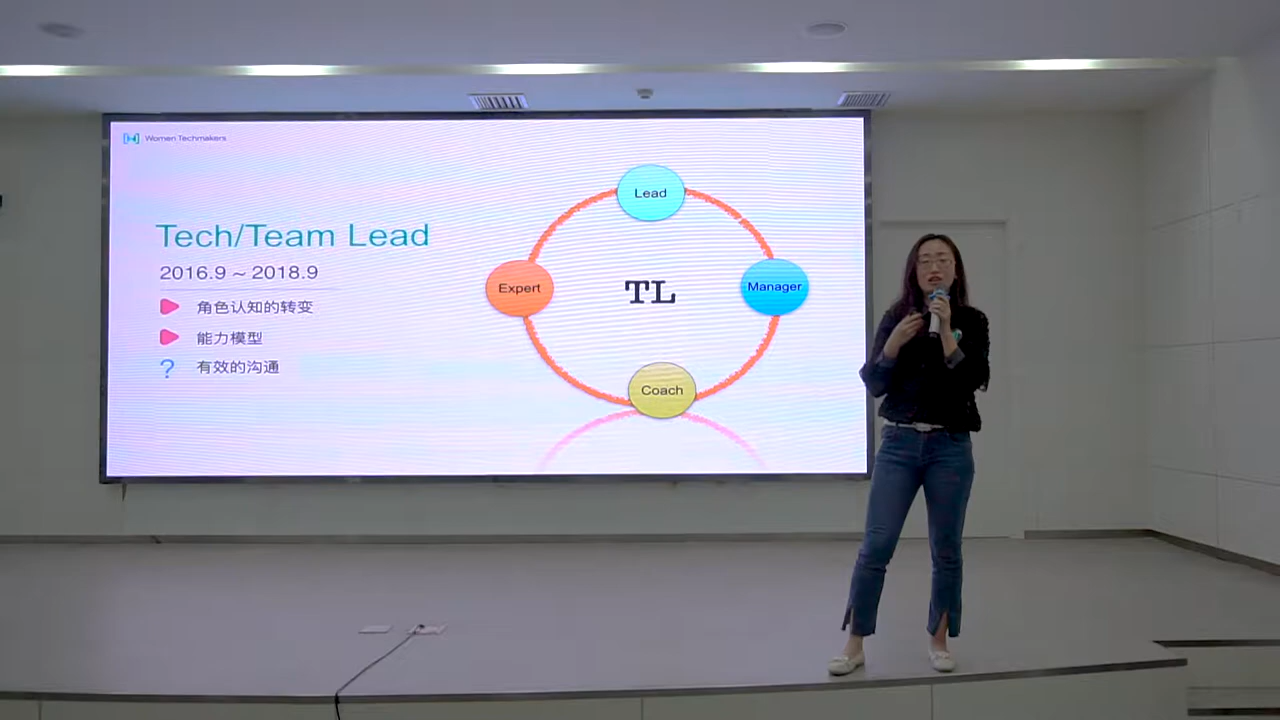 Women Techmakers
Tech/Team Lead
2016.9 ~ 2018.9
角色认知的转变
能力模型
? 有效的沟通
Lead
Expert
TL
Manager
Coach